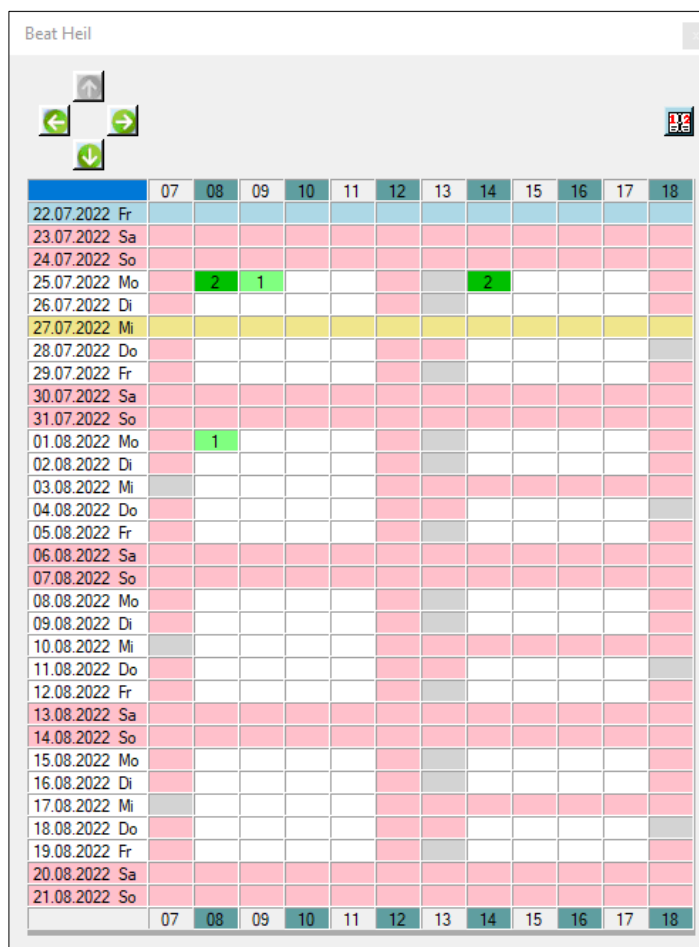 Beat Heil
07 08 09 10 11 12 13 14 15 16 17 18
22.07.2022 Fr
23.07.2022 Sa
24.07.2022 So
25.07.2022 Mo 2 1 2
26.07.2022 Di
27.07.2022 Mi
28.07.2022 Do
29.07.2022 Fr
30.07.2022 Sa
31.07.2022 So
01.08.2022 Mo 1
02.08.2022 Di
03.08.2022 Mi
04.08.2022 Do
05.08.2022 Fr
06.08.2022 Sa
07.08.2022 So
08.08.2022 Mo
09.08.2022 Di
10.08.2022 Mi
11.08.2022 Do
12.08.2022 Fr
13.08.2022 Sa
14.08.2022 So
15.08.2022 Mo
16.08.2022 Di
17.08.2022 Mi
18.08.2022 Do
19.08.2022 Fr
20.08.2022 Sa
21.08.2022 So
07 08 09 10 11 12 13 14 15 16 17 18